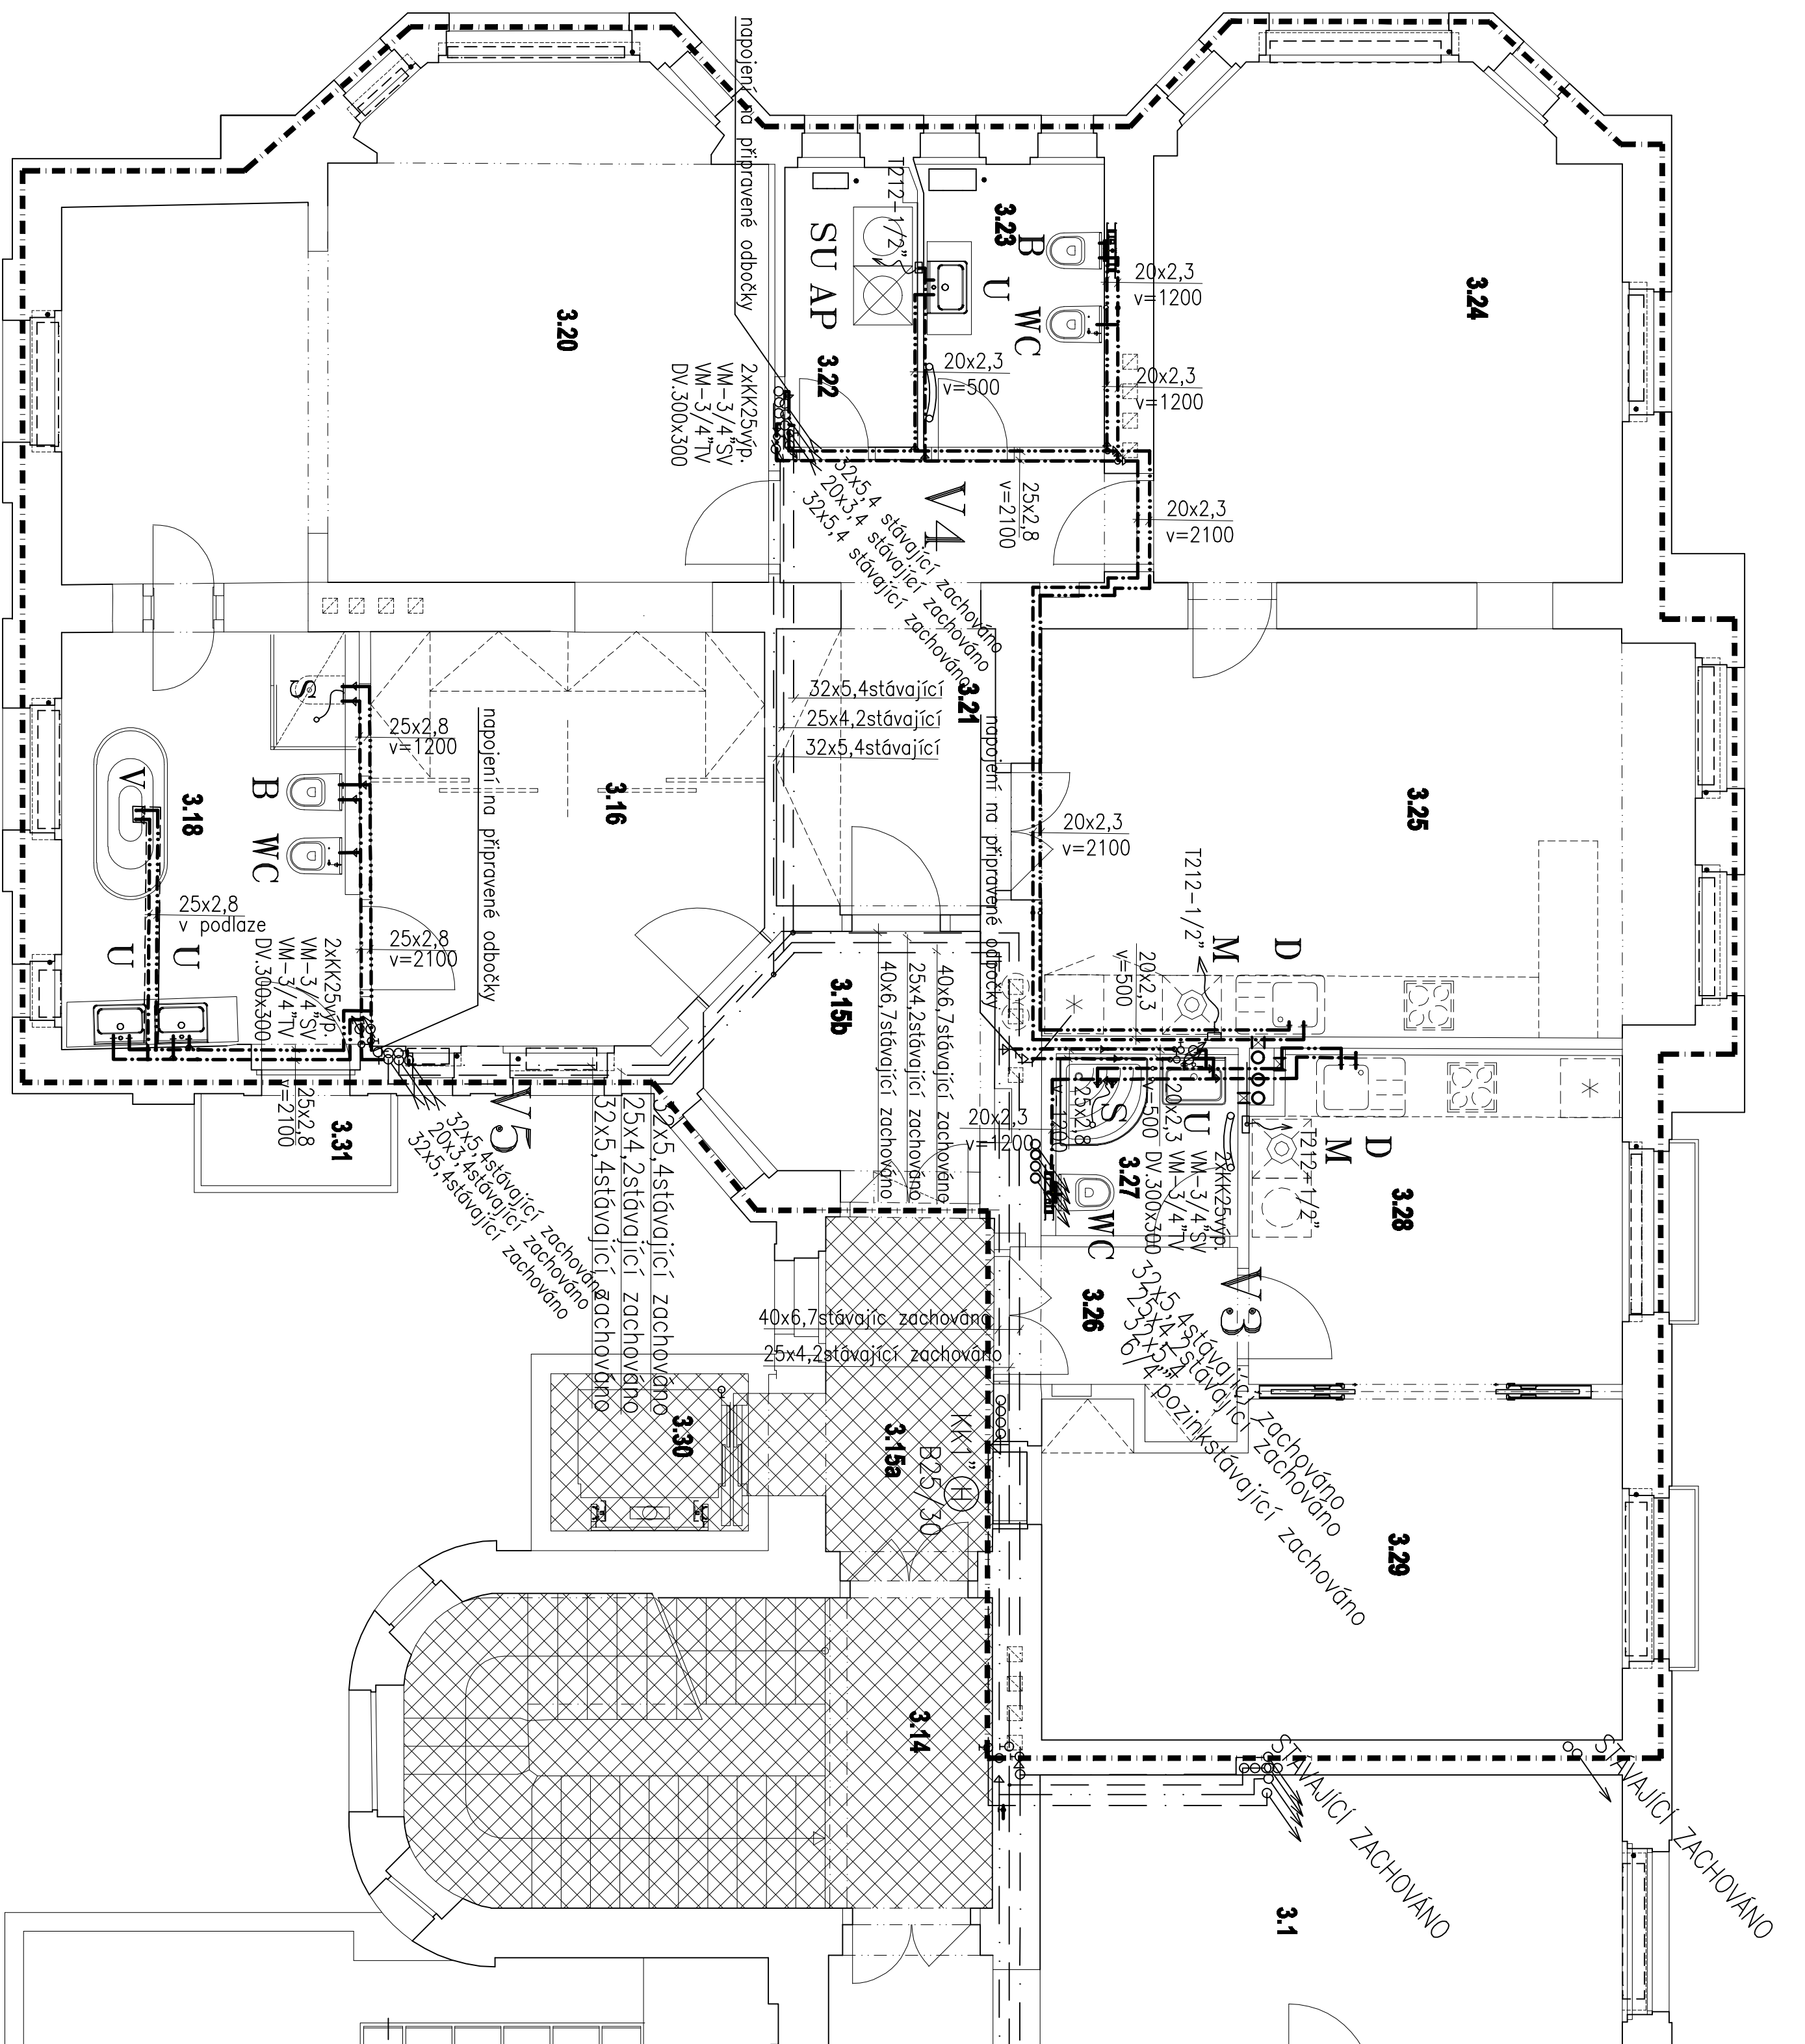 napojení na připravené odbočky
T212-1/2"
3.23
B
U
WC
SU AP
3.22
20x2,3
v=1200
3.24
3.20
20x2,3
v=500
20x2,3
v=1200
2xKK25výp.
VM-3/4"SV
VM-3/4"TV
DV.300x300
32x5,4 stávající zachováno
20x3,4 stávající zachováno
32x5,4 stávající zachováno
V4
25x2,8
v=2100
20x2,3
v=2100
S
25x2,8
v=1200
napojení na připravené odbočky
3.16
32x5,4stávající
25x4,2stávající
32x5,4stávající
3.21
napojení na připravené odbočky
20x2,3
v=2100
3.25
V
B
3.18
WC
25x2,8
v podlaze
U
U
2xKK25výp.
VM-3/4"SV
VM-3/4"TV
DV.300x300
25x2,8
v=2100
T212-1/2"
M
D
20x2,3
v=500
3.15b
40x6,7stávající zachováno
25x4,2stávající zachováno
40x6,7stávající zachováno
25x2,8
v=2100
3.31
V5
32x5,4stávající zachováno
20x3,4stávající zachováno
32x5,4stávající zachováno
32x5,4stávající zachováno
25x4,2stávající zachováno
32x5,4stávající zachováno
20x2,3
v=1200
25x2,8
v=1200
S
20x2,3
v=500
U
3.27
WC
2xKK25výp.
VM-3/4"SV
VM-3/4"TV
DV.300x300
T212-1/2"
M
D
3.28
V3
3.26
32x5,4stávající zachováno
25x4,2stávající zachováno
32x5,4
6/4" pozinkstávající zachováno
40x6,7stávajíc zachováno
25x4,2stávající zachováno
3.30
3.15a
KK1"
B25/30
H
3.29
3.14
STÁVAJÍCÍ ZACHOVÁNO
STÁVAJÍCÍ ZACHOVÁNO
3.1